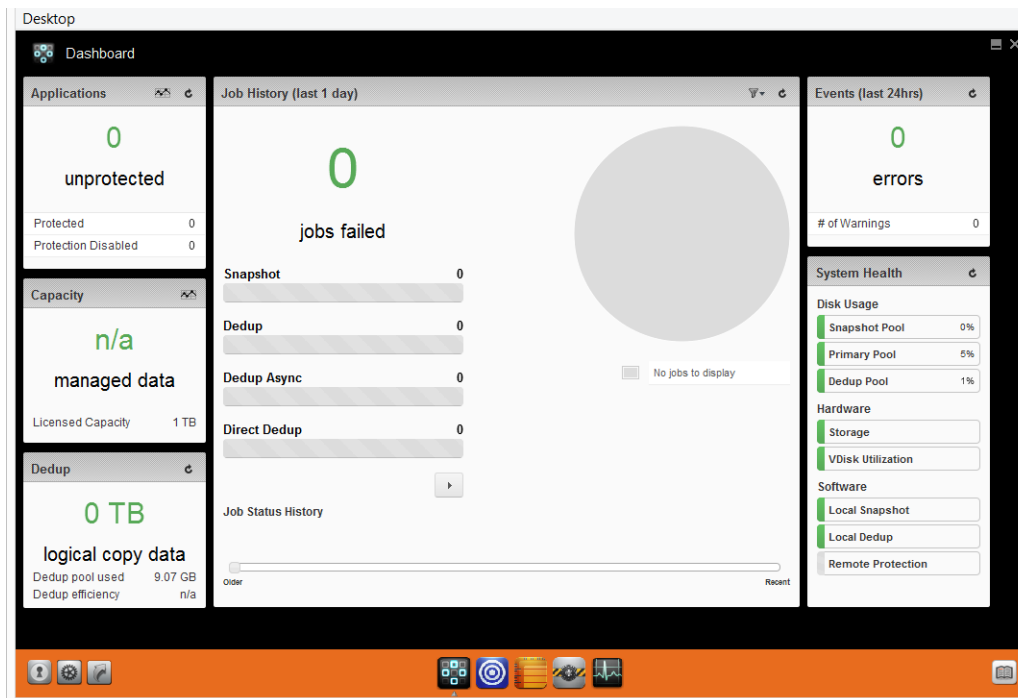 Desktop
Dashboard
Applications
0
unprotected
Protected 0
Protection Disabled 0
Capacity
n/a
managed data
Licensed Capacity 1 TB
Dedup
0 TB
logical copy data
Dedup pool used 9.07 GB
Dedup efficiency n/a
Job History (last 1 day)
0
jobs failed
Snapshot 0
Dedup 0
Dedup Async 0
Direct Dedup 0
Job Status History
Older Recent
No jobs to display
Events (last 24hrs)
0
errors
# of Warnings 0
System Health
Disk Usage
Snapshot Pool 0%
Primary Pool 5%
Dedup Pool 1%
Hardware
Storage
VDisk Utilization
Software
Local Snapshot
Local Dedup
Remote Protection